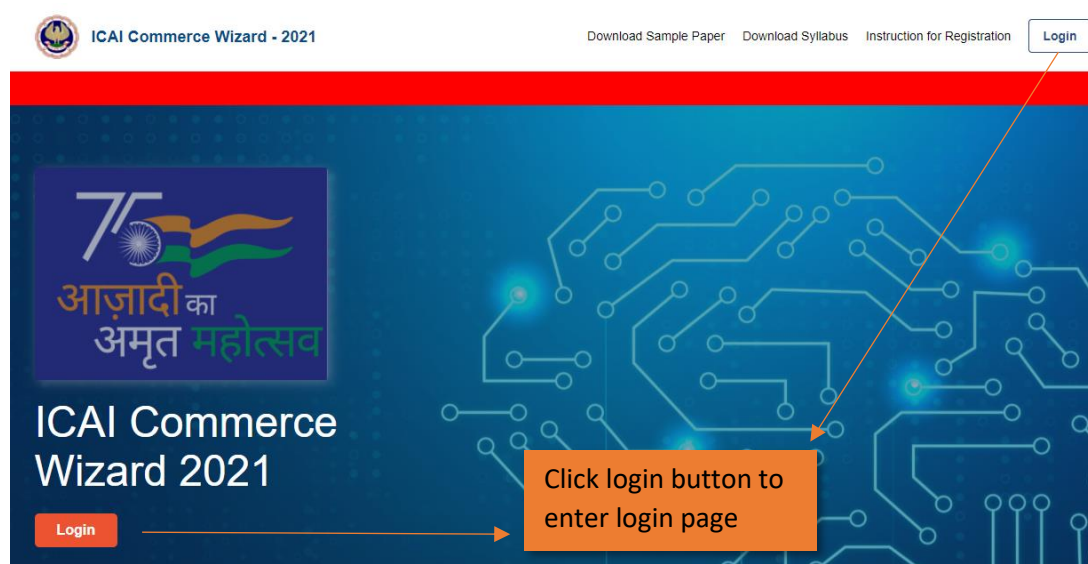 ICAI Commerce Wizard - 2021
Download Sample Paper Download Syllabus Instruction for Registration Login
75
आज़ादी का
अमृत महोत्सव
ICAI Commerce
Wizard 2021
Login
Click login button to
enter login page